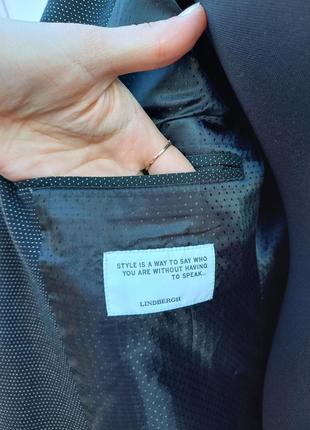 STYLE IS A WAY TO SAY WHO
YOU ARE WITHOUT HAVING
TO SPEAK..
LINDBERGH